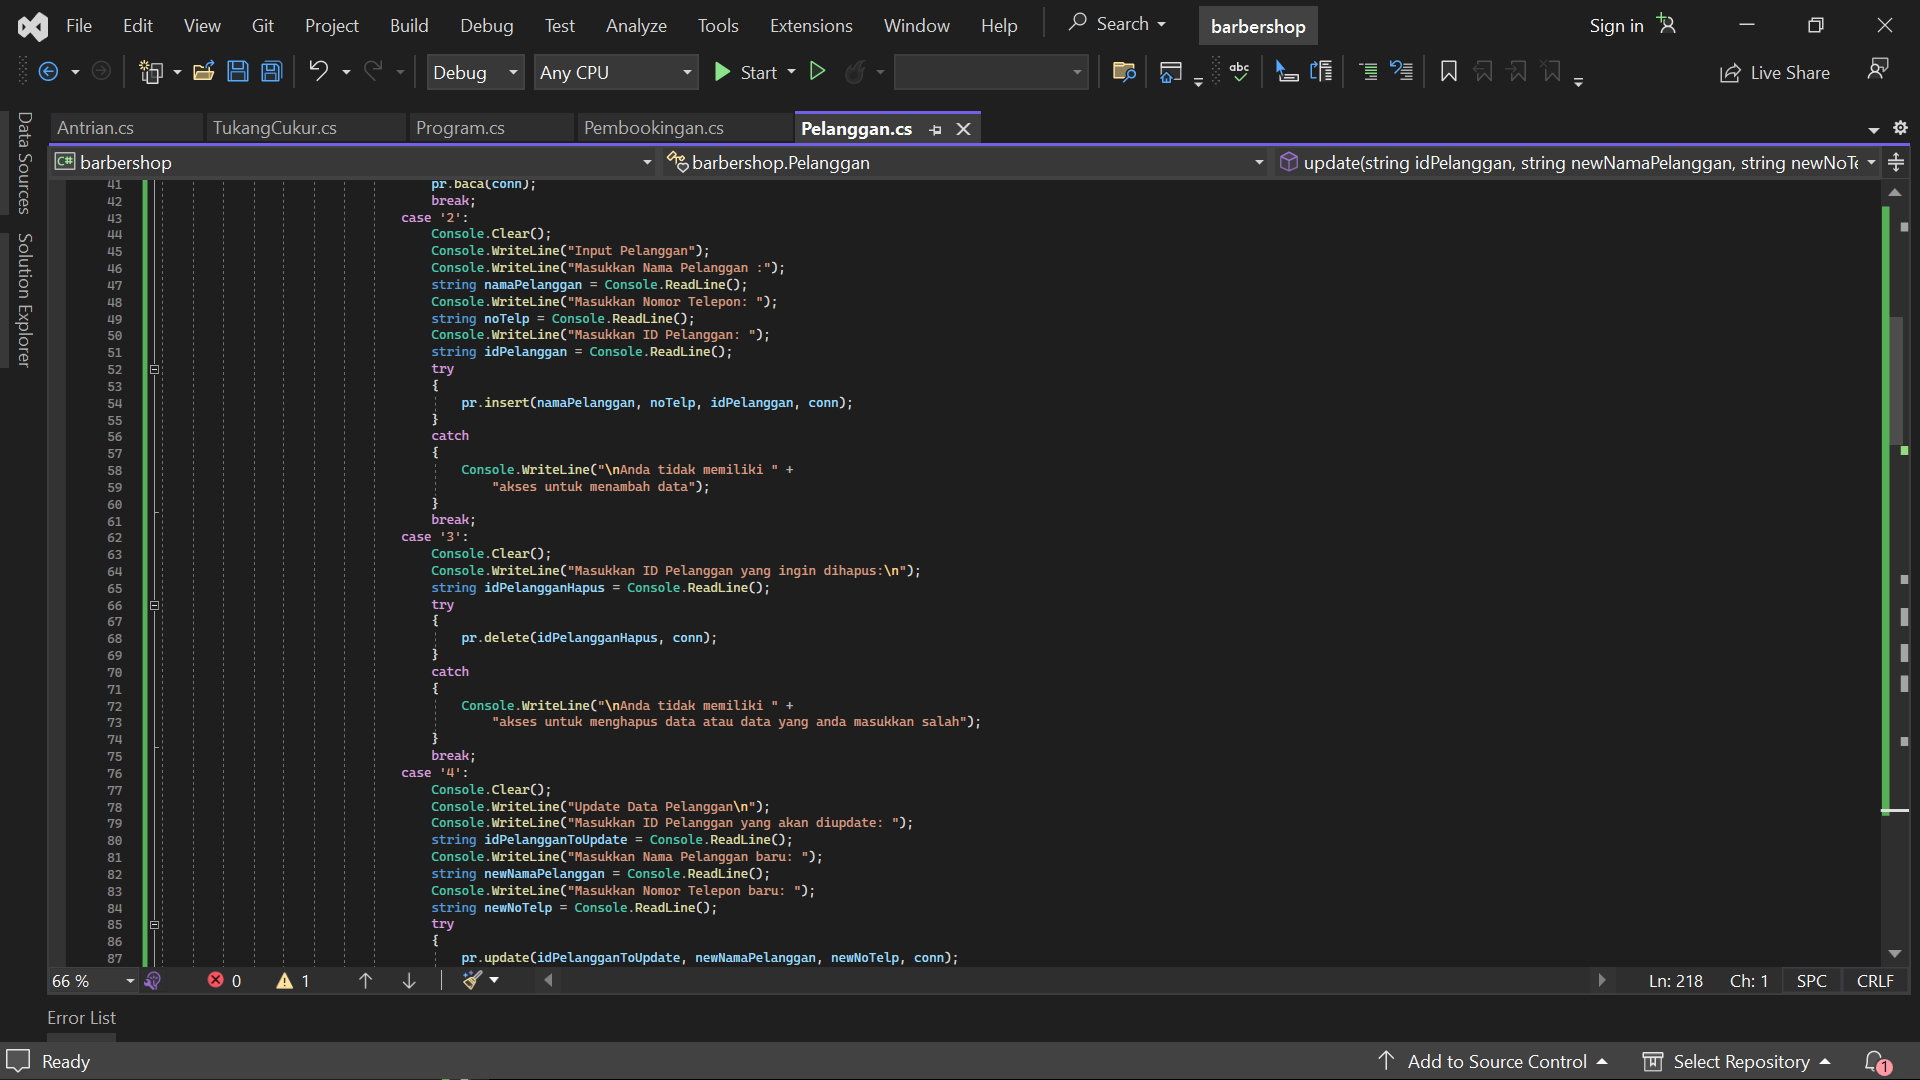 File Edit View Git Project Build Debug Test Analyze Tools Extensions Window Help Search barbershop Sign in
Debug Any CPU Start abc Live Share
Antrian.cs TukangCukur.cs Program.cs Pembookingan.cs Pelanggan.cs
C# barbershop barbershop.Pelanggan update(string idPelanggan, string newNamaPelanggan, string newNoTe
Data Sources
Solution Explorer
41 pr.baca(conn);
42 break;
43 case '2':
44 Console.Clear();
45 Console.WriteLine("Input Pelanggan");
46 Console.WriteLine("Masukkan Nama Pelanggan :");
47 string namaPelanggan = Console.ReadLine();
48 Console.WriteLine("Masukkan Nomor Telepon: ");
49 string noTelp = Console.ReadLine();
50 Console.WriteLine("Masukkan ID Pelanggan: ");
51 string idPelanggan = Console.ReadLine();
52 try
53 {
54 pr.insert(namaPelanggan, noTelp, idPelanggan, conn);
55 }
56 catch
57 {
58 Console.WriteLine("\nAnda tidak memiliki " +
59 "akses untuk menambah data");
60 }
61 break;
62 case '3':
63 Console.Clear();
64 Console.WriteLine("Masukkan ID Pelanggan yang ingin dihapus:\n");
65 string idPelangganHapus = Console.ReadLine();
66 try
67 {
68 pr.delete(idPelangganHapus, conn);
69 }
70 catch
71 {
72 Console.WriteLine("\nAnda tidak memiliki " +
73 "akses untuk menghapus data atau data yang anda masukkan salah");
74 }
75 break;
76 case '4':
77 Console.Clear();
78 Console.WriteLine("Update Data Pelanggan\n");
79 Console.WriteLine("Masukkan ID Pelanggan yang akan diupdate: ");
80 string idPelangganToUpdate = Console.ReadLine();
81 Console.WriteLine("Masukkan Nama Pelanggan baru: ");
82 string newNamaPelanggan = Console.ReadLine();
83 Console.WriteLine("Masukkan Nomor Telepon baru: ");
84 string newNoTelp = Console.ReadLine();
85 try
86 {
87 pr.update(idPelangganToUpdate, newNamaPelanggan, newNoTelp, conn);
66 % 0 1 Ln: 218 Ch: 1 SPC CRLF
Error List
Ready Add to Source Control Select Repository 1